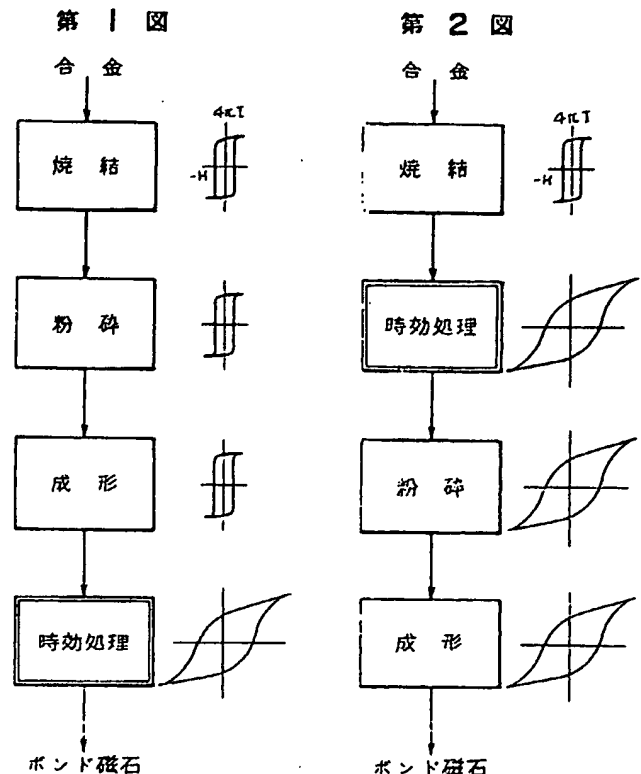 第 1 図
合 金
焼 結
4πI
-H
粉 砕
成 形
時効処理
ボンド磁石
第 2 図
合 金
焼 結
4πI
-H
時効処理
粉 砕
成 形
ボンド磁石